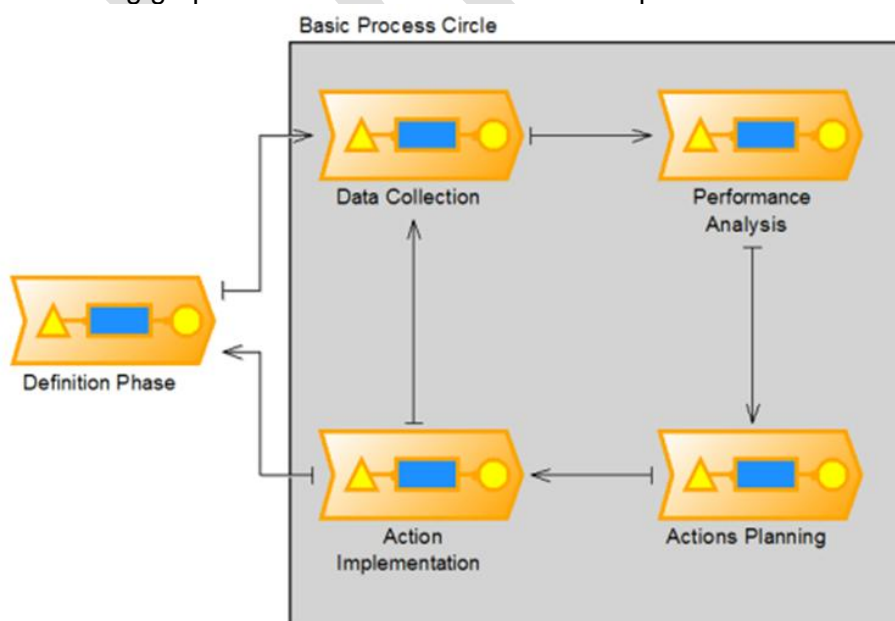 Basic Process Circle
Data Collection
Performance
Analysis
Definition Phase
Action
Implementation
Actions Planning